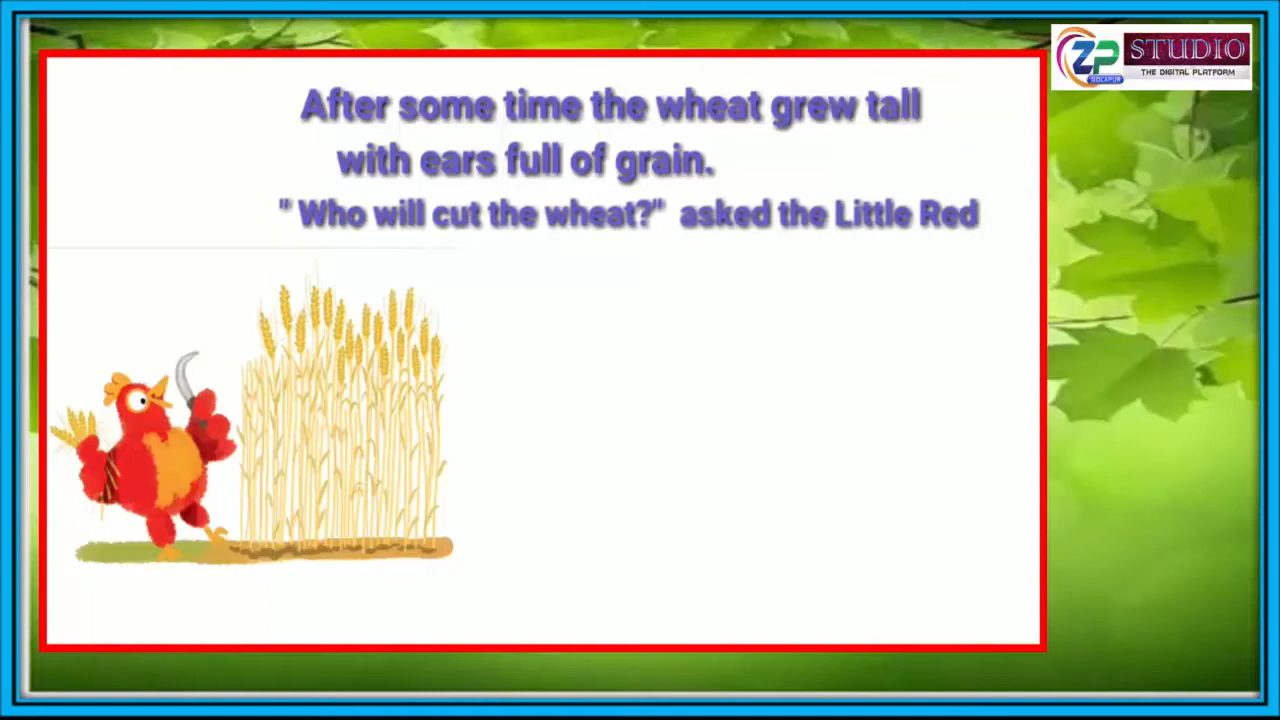 ZP STUDIO
SOLAPUR
THE DIGITAL PLATFORM
After some time the wheat grew tall
with ears full of grain.
" Who will cut the wheat?" asked the Little Red